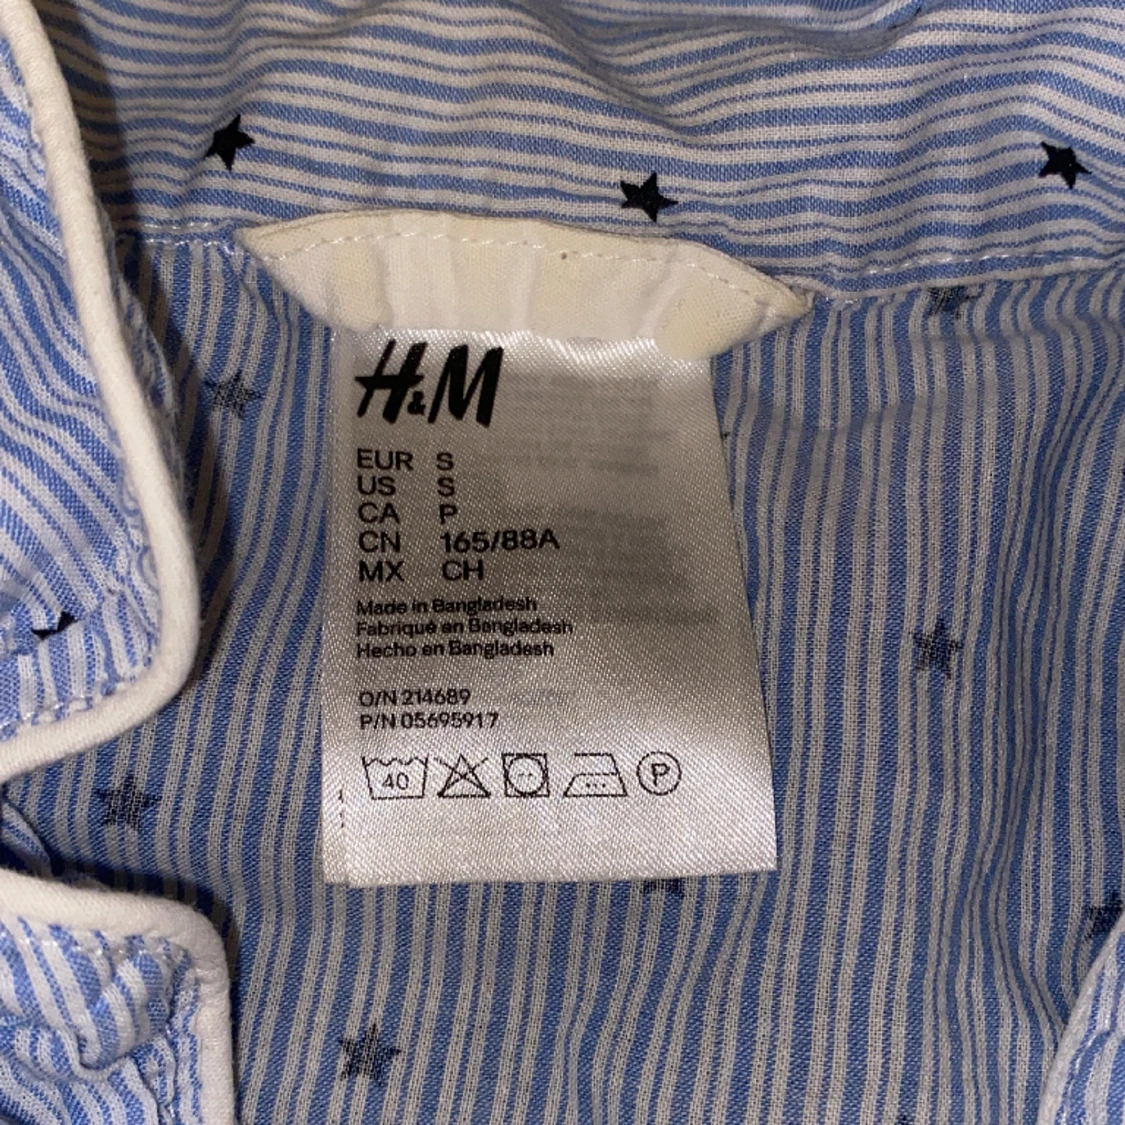 H&M
EUR S
US S
CA P
CN 165/88A
MX CH
Made in Bangladesh
Fabriqué en Bangladesh
Hecho en Bangladesh
O/N 214689
P/N 05695917
40
P